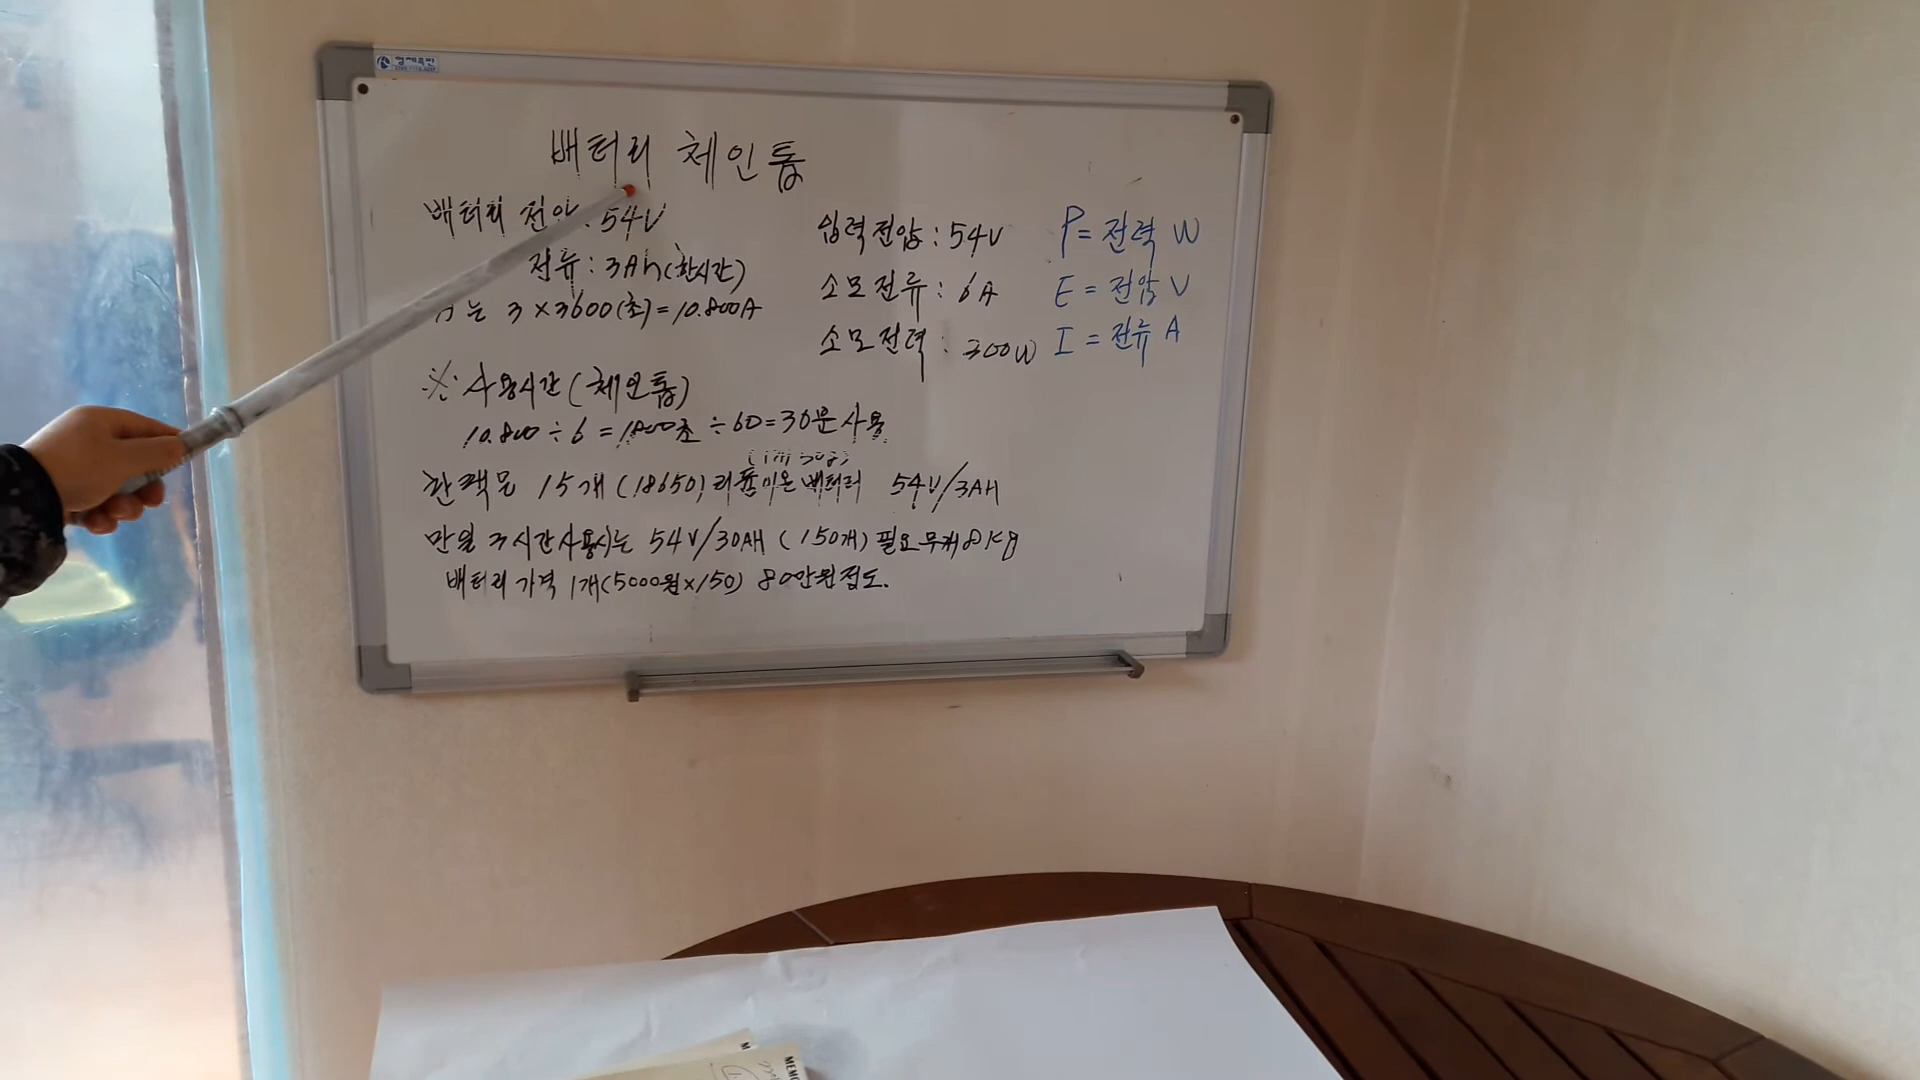 배터리 체인톱
배터리 전압 : 54V
전류 : 3Ah (한시간)
는 3 × 3600 (초) = 10.800A
※ 사용시간 (체인톱)
10.800 ÷ 6 = 1800초 ÷ 60 = 30분 사용
15개 (18650) 리튬이온 배터리 54V/3AH
만일 3시간 사용시는 54V/30AH (150개) 필요 무게 8Kg
배터리 가격 1개 (5000원×150) 80만원 정도.
입력전압 : 54V
소모전류 : 6A
소모전력 : 300W
P = 전력 W
E = 전압 V
I = 전류 A
MEMO